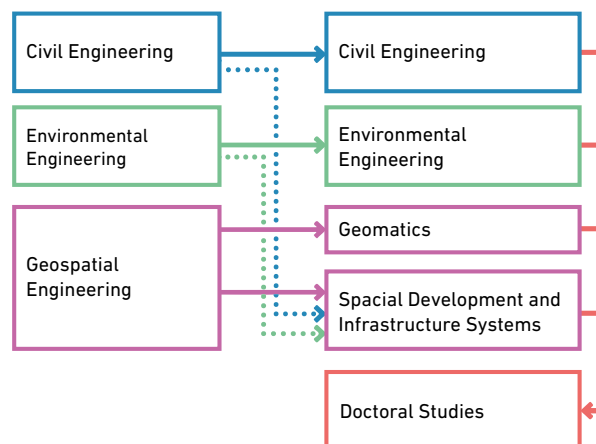 Civil Engineering
Civil Engineering
Environmental
Engineering
Environmental
Engineering
Geospatial
Engineering
Geomatics
Spacial Development and
Infrastructure Systems
Doctoral Studies